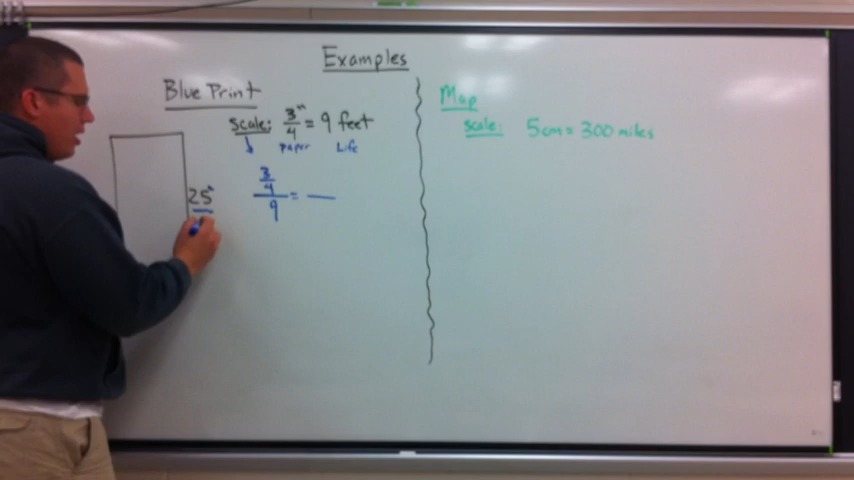 Examples
Blue Print
scale: 3/4" = 9 feet
paper Life
25"
3/4 / 9 = —
Map
scale: 5cm = 300 miles